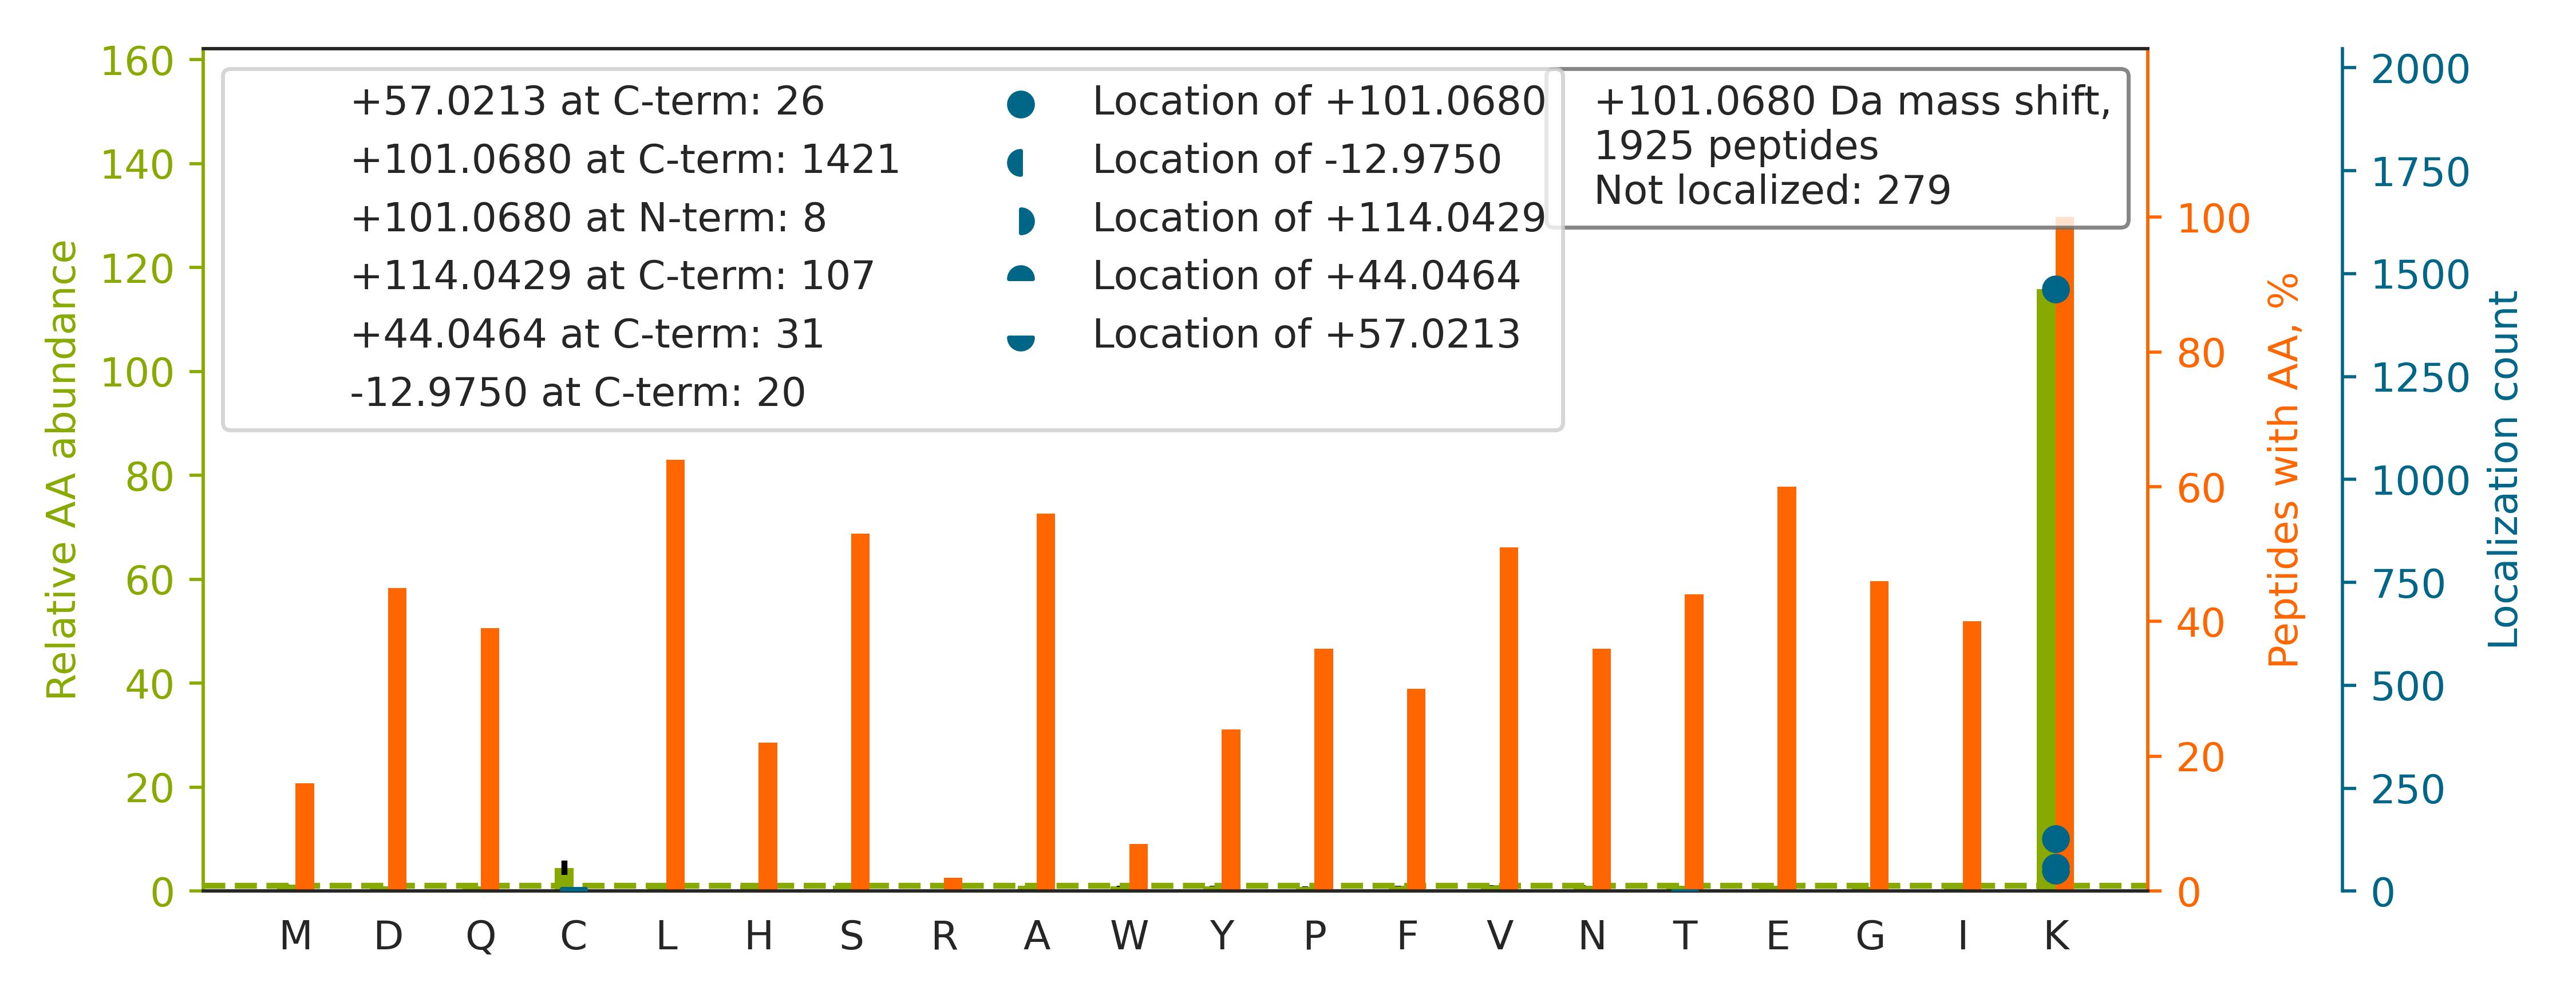 +57.0213 at C-term: 26
+101.0680 at C-term: 1421
+101.0680 at N-term: 8
+114.0429 at C-term: 107
+44.0464 at C-term: 31
-12.9750 at C-term: 20
Location of +101.0680
Location of -12.9750
Location of +114.0429
Location of +44.0464
Location of +57.0213
+101.0680 Da mass shift,
1925 peptides
Not localized: 279
Relative AA abundance
160
140
120
100
80
60
40
20
0
M D Q C L H S R A W Y P F V N T E G I K
100
80
60
40
20
0
Peptides with AA, %
2000
1750
1500
1250
1000
750
500
250
0
Localization count